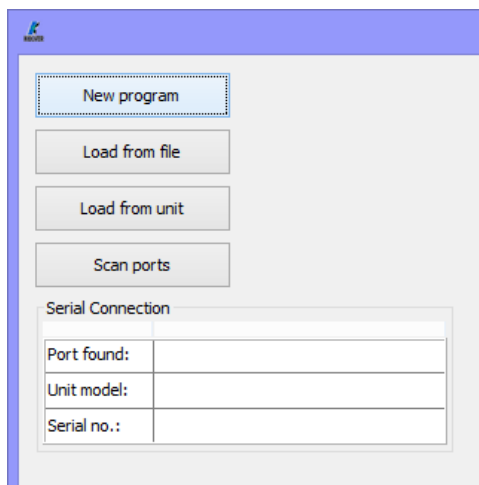 New program
Load from file
Load from unit
Scan ports
Serial Connection
Port found:
Unit model:
Serial no.: